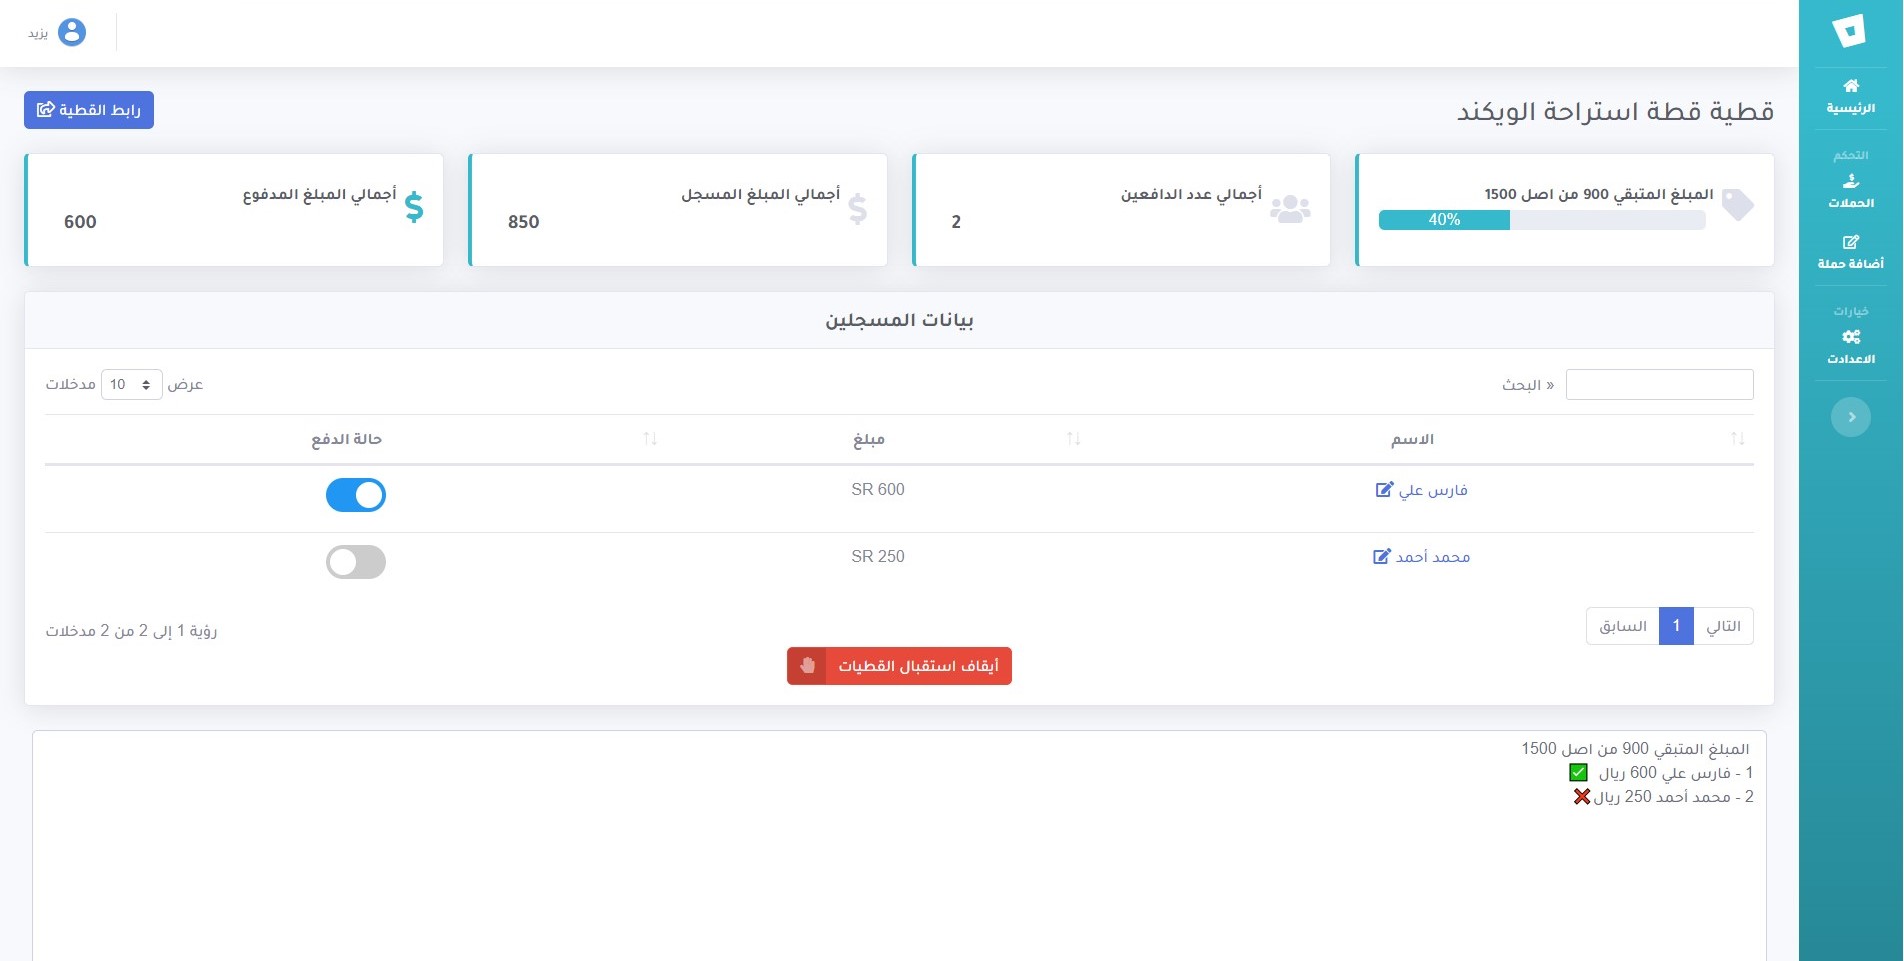 يزيد
الرئيسية
التحكم
الحملات
أضافة حملة
خيارات
الاعدادت
قطية قطة استراحة الويكند
رابط القطية
المبلغ المتبقي 900 من اصل 1500
40%
أجمالي عدد الدافعين
2
أجمالي المبلغ المسجل
850
أجمالي المبلغ المدفوع
600
بيانات المسجلين
البحث »
عرض 10 مدخلات
الاسم مبلغ حالة الدفع
فارس علي SR 600
محمد أحمد SR 250
التالي 1 السابق
رؤية 1 إلى 2 من 2 مدخلات
أيقاف استقبال القطيات
المبلغ المتبقي 900 من اصل 1500
1 - فارس علي 600 ريال ✅
2 - محمد أحمد 250 ريال ❌